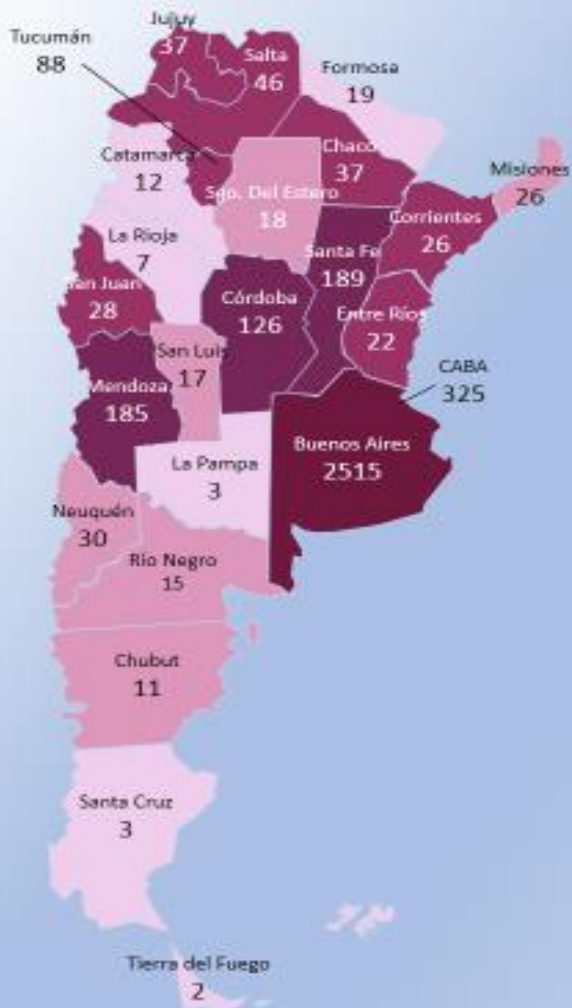 Jujuy
37
Tucumán
88
Salta
46
Formosa
19
Catamarca
12
Chaco
37
Misiones
26
Sgo. Del Estero
18
Corrientes
26
La Rioja
7
Santa Fe
189
San Juan
28
Córdoba
126
Entre Ríos
22
San Luis
17
CABA
325
Mendoza
185
Buenos Aires
2515
La Pampa
3
Neuquén
30
Río Negro
15
Chubut
11
Santa Cruz
3
Tierra del Fuego
2